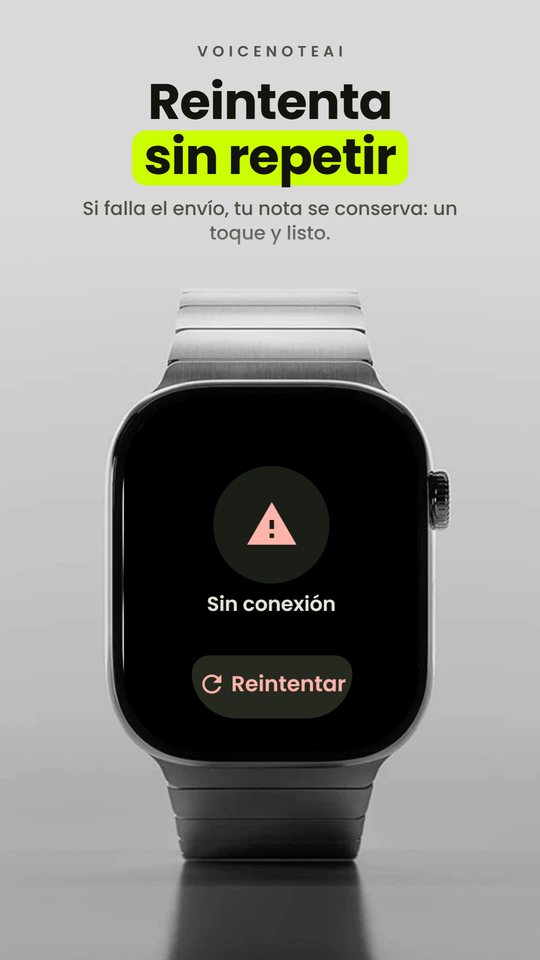 VOICENOTEAI
Reintenta
sin repetir
Si falla el envío, tu nota se conserva: un
toque y listo.
Sin conexión
Reintentar